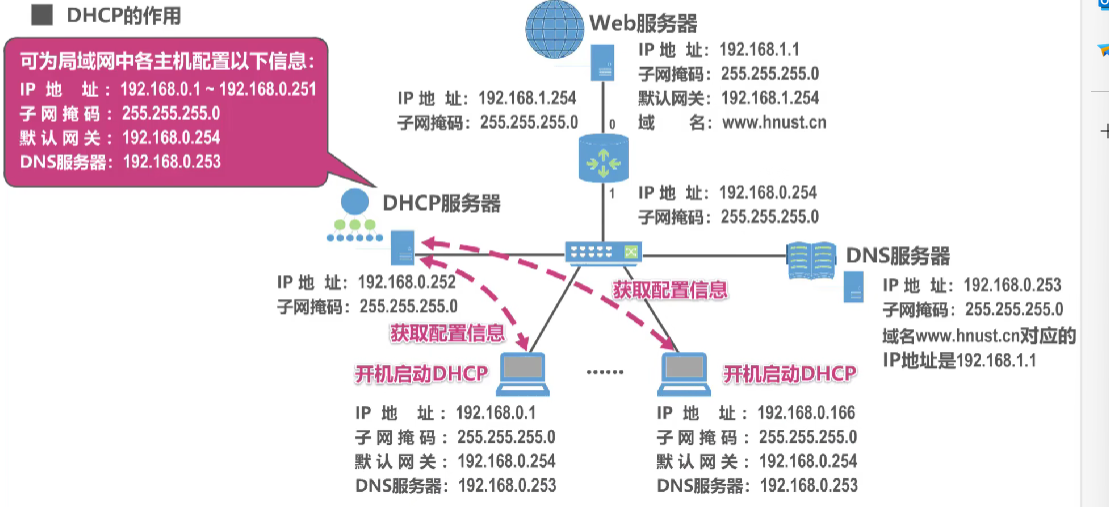 DHCP的作用
可为局域网中各主机配置以下信息：
IP 地 址：192.168.0.1 ~ 192.168.0.251
子网掩码：255.255.255.0
默认网关：192.168.0.254
DNS服务器：192.168.0.253
Web服务器
IP 地 址：192.168.1.1
子网掩码：255.255.255.0
默认网关：192.168.1.254
域 名：www.hnust.cn
IP 地 址：192.168.1.254
子网掩码：255.255.255.0
0
1
IP 地 址：192.168.0.254
子网掩码：255.255.255.0
DHCP服务器
IP 地 址：192.168.0.252
子网掩码：255.255.255.0
DNS服务器
IP 地 址：192.168.0.253
子网掩码：255.255.255.0
域名www.hnust.cn对应的
IP地址是192.168.1.1
获取配置信息
获取配置信息
开机启动DHCP
······
开机启动DHCP
IP 地 址：192.168.0.1
子网掩码：255.255.255.0
默认网关：192.168.0.254
DNS服务器：192.168.0.253
IP 地 址：192.168.0.166
子网掩码：255.255.255.0
默认网关：192.168.0.254
DNS服务器：192.168.0.253